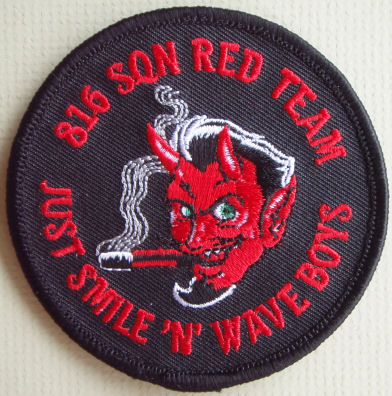 816 SQN RED TEAM
JUST SMILE 'N' WAVE BOYS